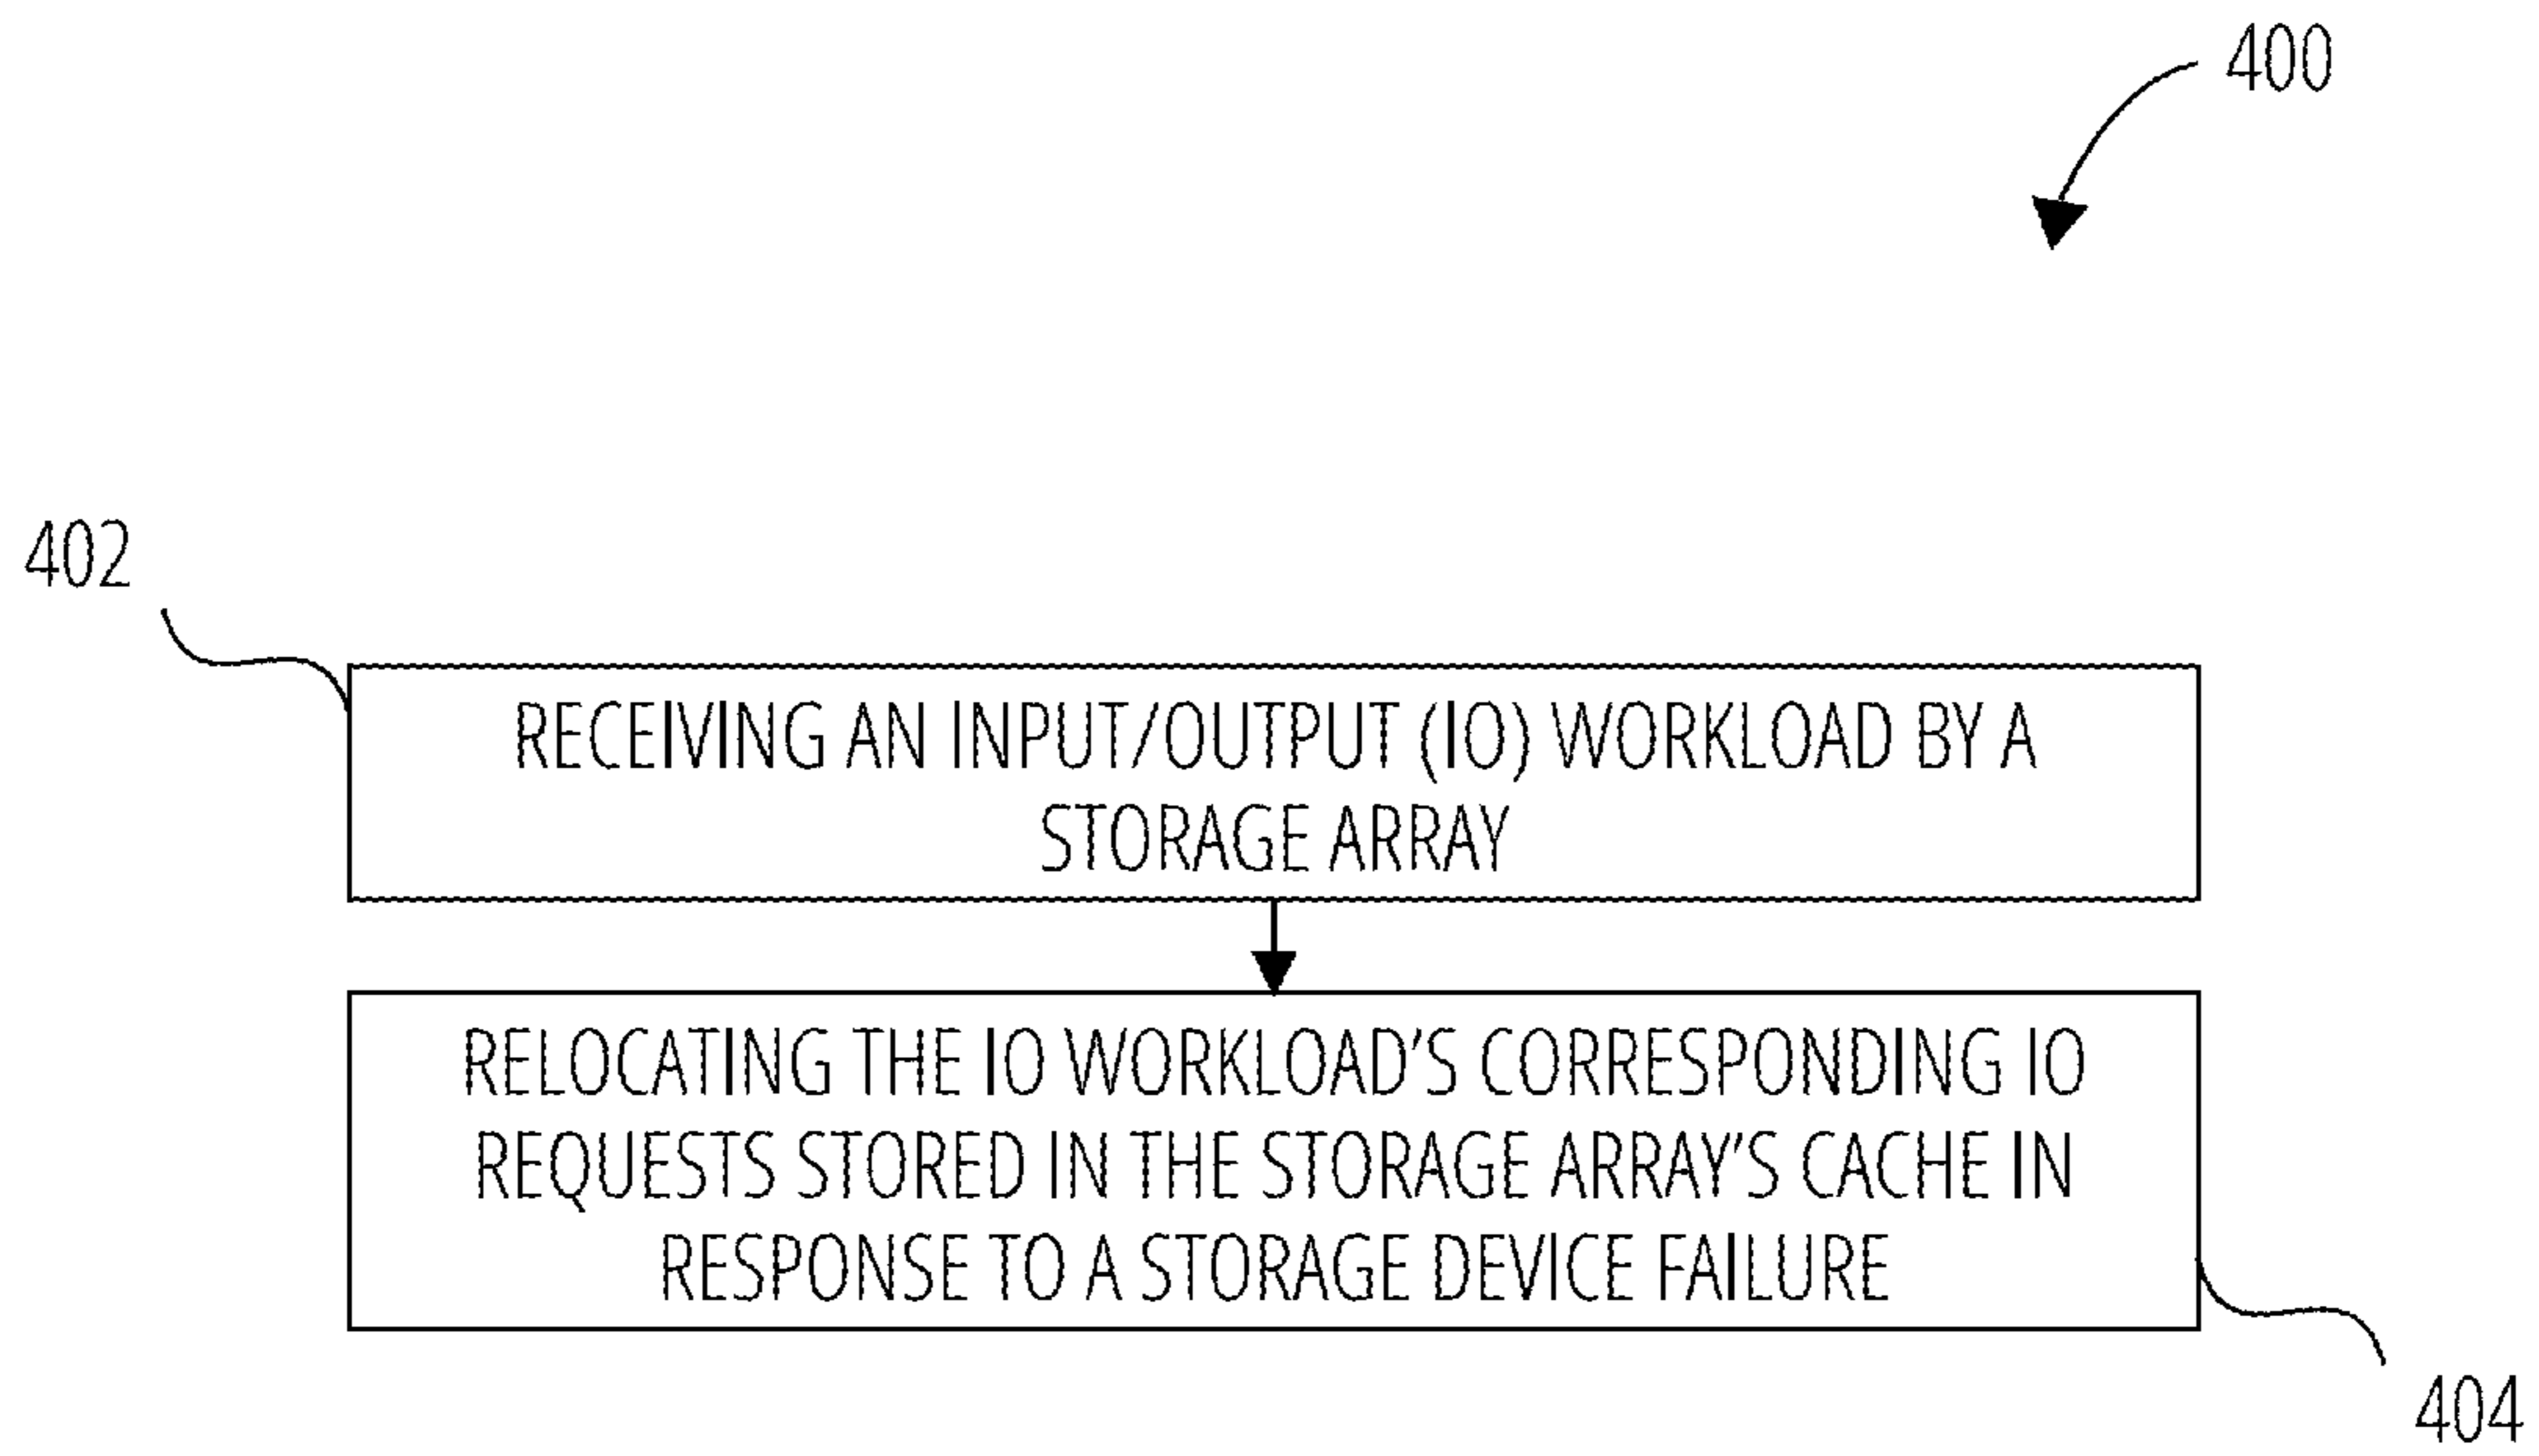 400
402
RECEIVING AN INPUT/OUTPUT (IO) WORKLOAD BY A
STORAGE ARRAY
RELOCATING THE IO WORKLOAD’S CORRESPONDING IO
REQUESTS STORED IN THE STORAGE ARRAY’S CACHE IN
RESPONSE TO A STORAGE DEVICE FAILURE
404